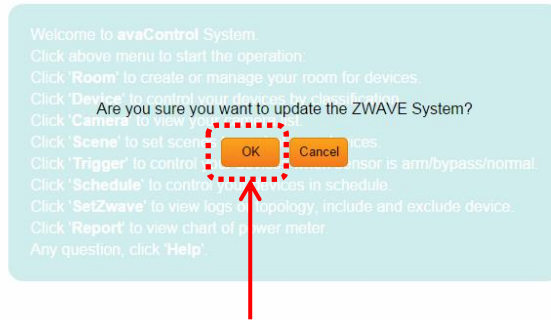 Welcome to avaControl System.
Click above menu to start the operation:
Click 'Room' to create or manage your room for devices.
Click 'Device' to control your devices by classification.
Are you sure you want to update the ZWAVE System?
Click 'Camera' to view your
Click 'Scene' to set
OK
Cancel
Click 'Trigger' to control sensor is arm/bypass/normal.
Click 'Schedule' to control your devices in schedule.
Click 'SetZwave' to view logs of topology, include and exclude device.
Click 'Report' to view chart of power meter.
Any question, click 'Help'.